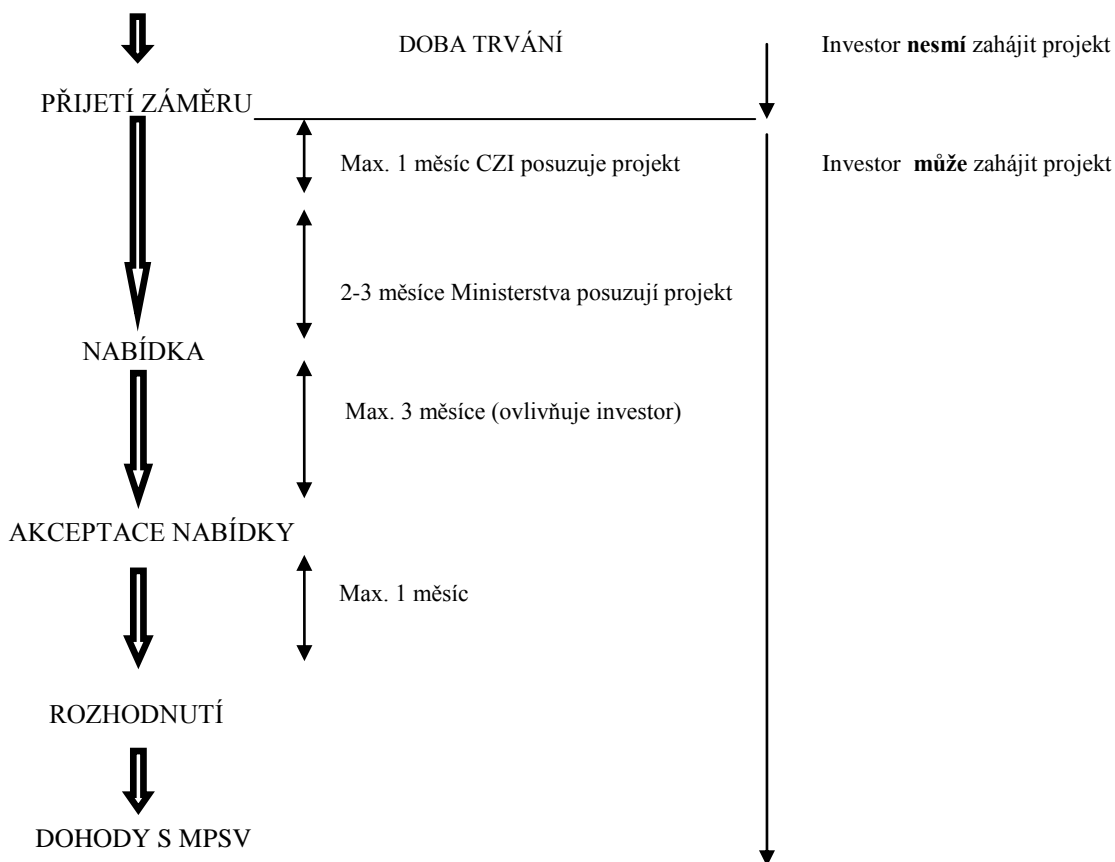 DOBA TRVÁNÍ
Investor nesmí zahájit projekt
PŘIJETÍ ZÁMĚRU
Max. 1 měsíc CZI posuzuje projekt
Investor může zahájit projekt
2-3 měsíce Ministerstva posuzují projekt
NABÍDKA
Max. 3 měsíce (ovlivňuje investor)
AKCEPTACE NABÍDKY
Max. 1 měsíc
ROZHODNUTÍ
DOHODY S MPSV